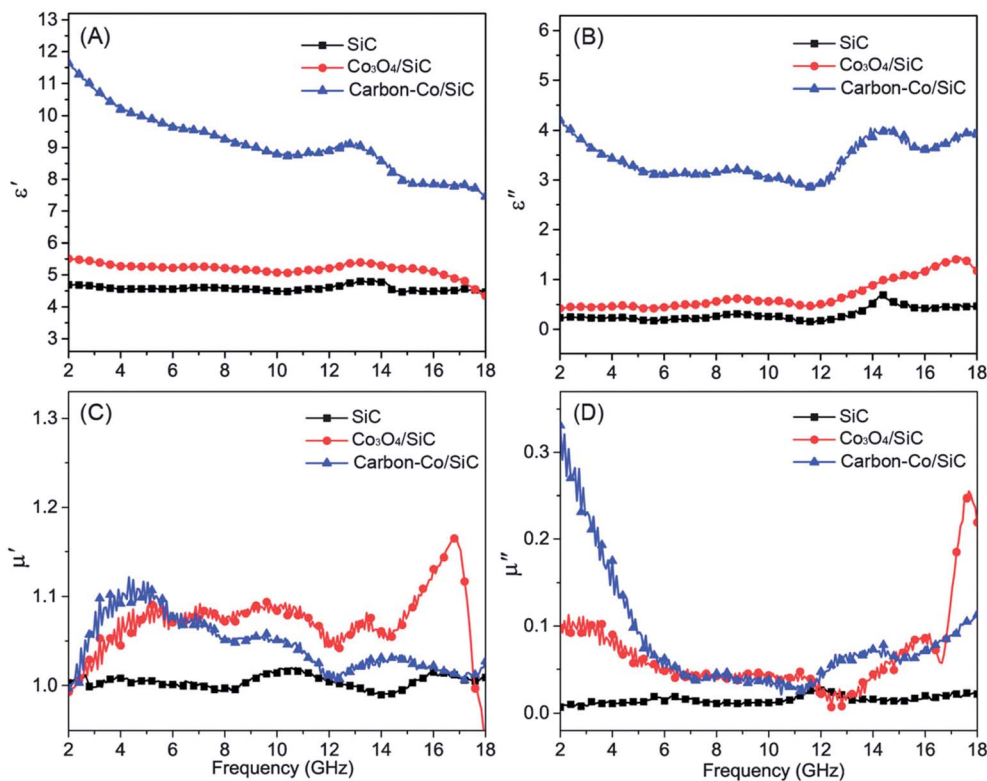 (A)
SiC
Co₃O₄/SiC
Carbon-Co/SiC
13
12
11
10
9
8
7
6
5
4
3
ε′
2 4 6 8 10 12 14 16 18
(B)
SiC
Co₃O₄/SiC
Carbon-Co/SiC
6
5
4
3
2
1
0
ε″
2 4 6 8 10 12 14 16 18
(C)
SiC
Co₃O₄/SiC
Carbon-Co/SiC
1.3
1.2
1.1
1.0
μ′
2 4 6 8 10 12 14 16 18
Frequency (GHz)
(D)
SiC
Co₃O₄/SiC
Carbon-Co/SiC
0.3
0.2
0.1
0.0
μ″
2 4 6 8 10 12 14 16 18
Frequency (GHz)